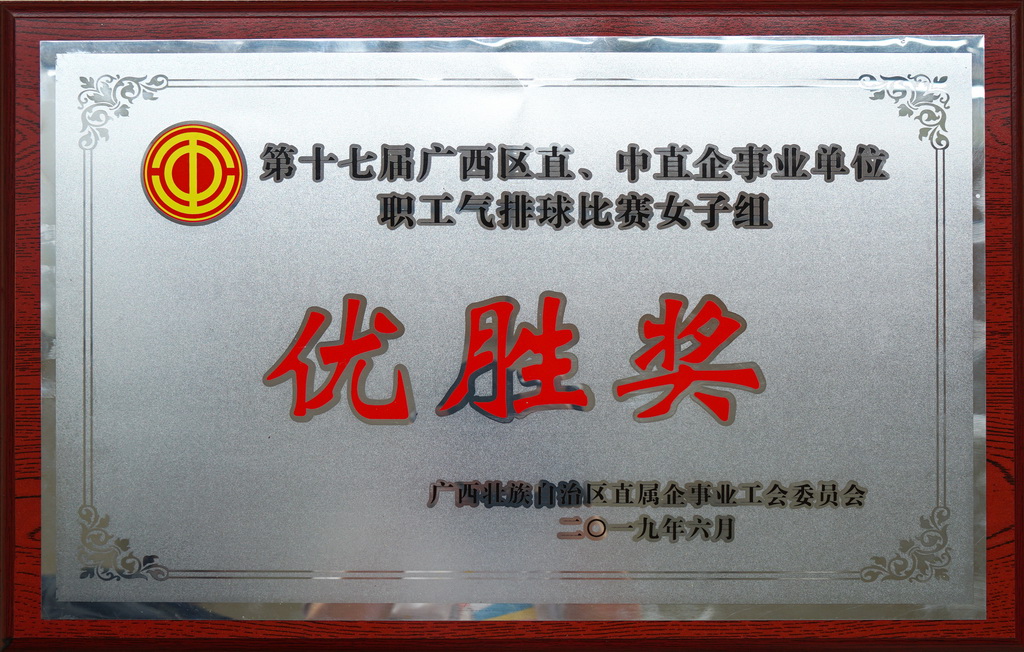 第十七届广西区直、中直企事业单位
职工气排球比赛女子组
优胜奖
广西壮族自治区直属企事业工会委员会
二〇一九年六月